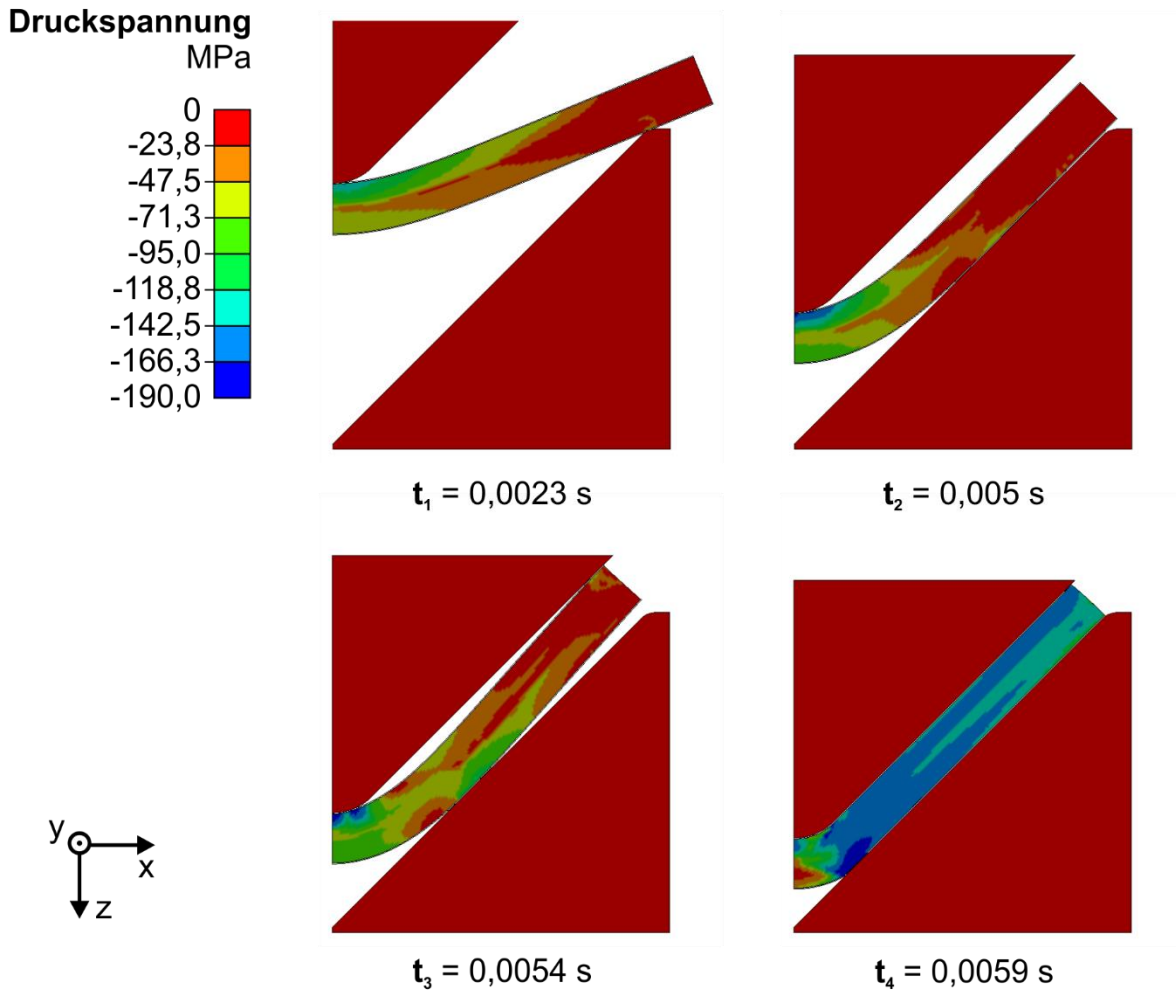 Druckspannung
MPa
0
-23,8
-47,5
-71,3
-95,0
-118,8
-142,5
-166,3
-190,0
t₁ = 0,0023 s
t₂ = 0,005 s
y
x
z
t₃ = 0,0054 s
t₄ = 0,0059 s